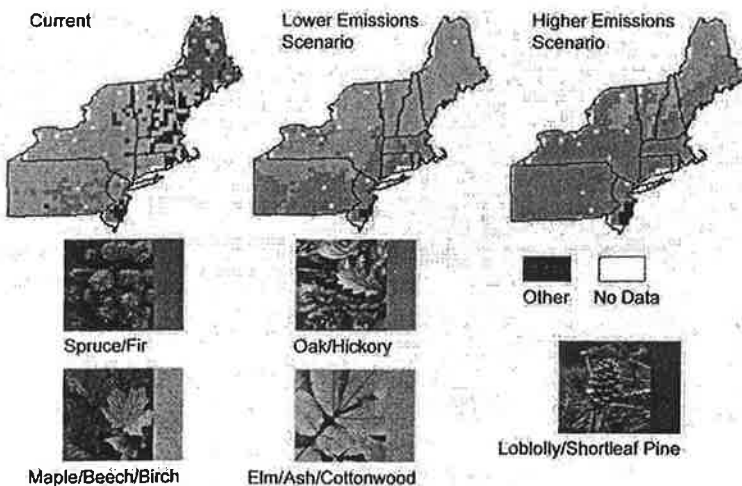 Current
Lower Emissions
Scenario
Higher Emissions
Scenario
Other
No Data
Spruce/Fir
Oak/Hickory
Loblolly/Shortleaf Pine
Maple/Beech/Birch
Elm/Ash/Cottonwood